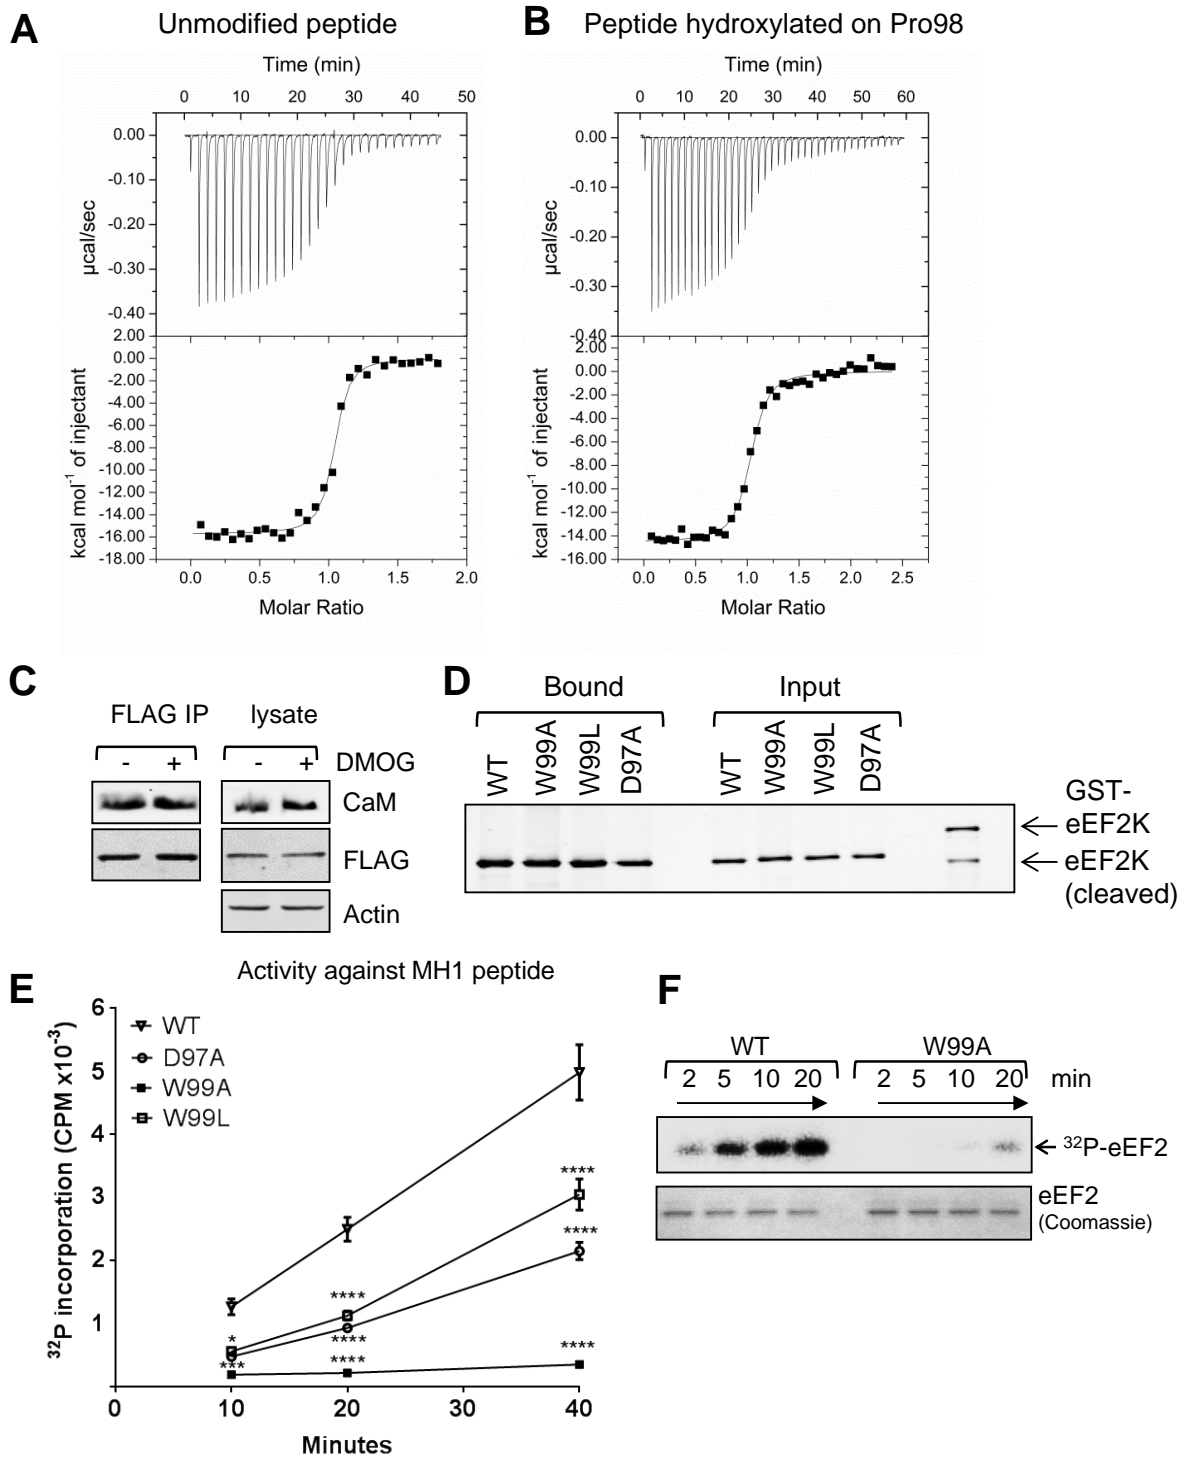 A
Unmodified peptide
Time (min)
0 10 20 30 40 50
0.00
-0.10
-0.20
-0.30
-0.40
µcal/sec
2.00
0.00
-2.00
-4.00
-6.00
-8.00
-10.00
-12.00
-14.00
-16.00
-18.00
kcal mol⁻¹ of injectant
0.0 0.5 1.0 1.5 2.0
Molar Ratio
B
Peptide hydroxylated on Pro98
Time (min)
0 10 20 30 40 50 60
0.00
-0.10
-0.20
-0.30
-0.40
µcal/sec
2.00
0.00
-2.00
-4.00
-6.00
-8.00
-10.00
-12.00
-14.00
-16.00
kcal mol⁻¹ of injectant
0.0 0.5 1.0 1.5 2.0 2.5
Molar Ratio
C
FLAG IP lysate
- + - + DMOG
CaM
FLAG
Actin
D
Bound Input
WT W99A W99L D97A WT W99A W99L D97A
GST-
eEF2K
eEF2K
(cleaved)
E
Activity against MH1 peptide
WT
D97A
W99A
W99L
6
5
4
3
2
1
³²P incorporation (CPM x10⁻³)
****
****
****
****
****
****
*
***
0 10 20 30 40
Minutes
F
WT W99A
2 5 10 20 2 5 10 20 min
³²P-eEF2
eEF2
(Coomassie)